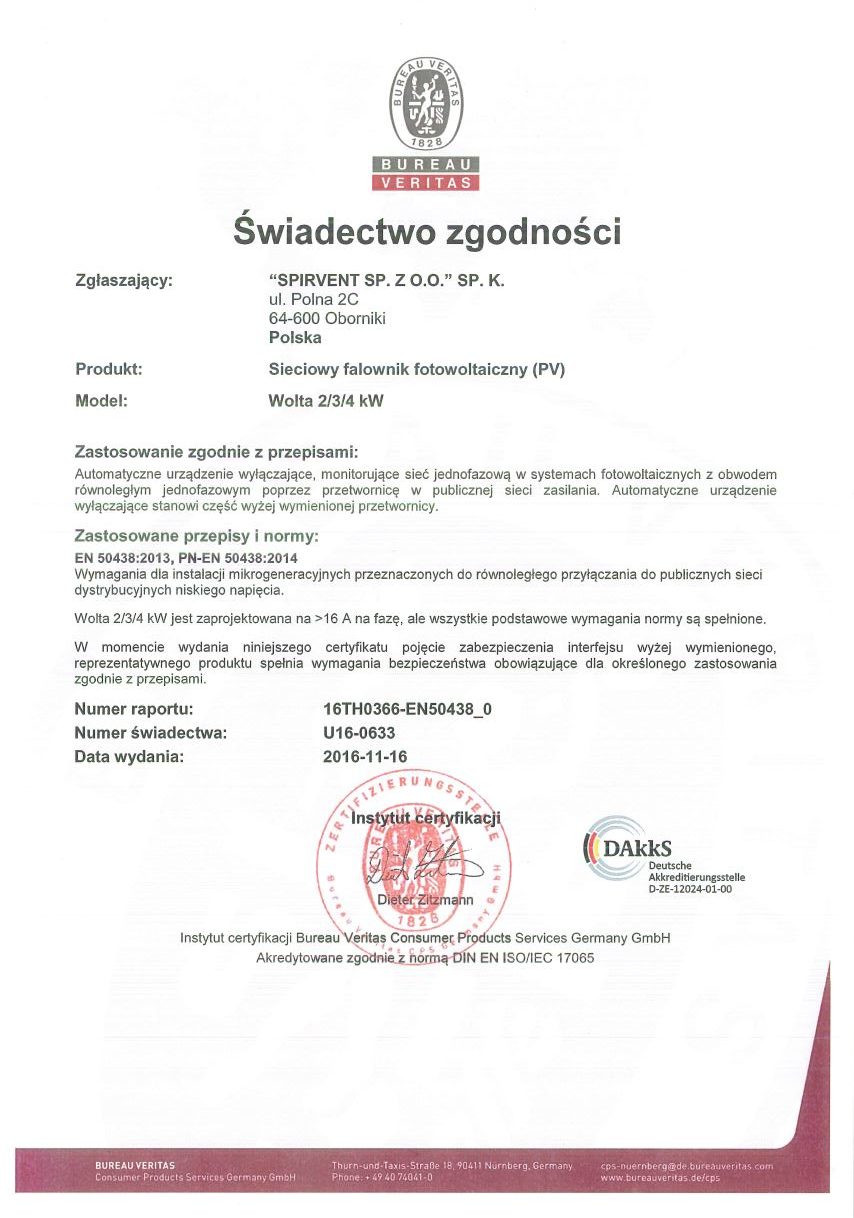 BUREAU VERITAS
1828
BUREAU
VERITAS
Świadectwo zgodności
Zgłaszający: “SPIRVENT SP. Z O.O.” SP. K.
ul. Polna 2C
64-600 Oborniki
Polska
Produkt: Sieciowy falownik fotowoltaiczny (PV)
Model: Wolta 2/3/4 kW
Zastosowanie zgodnie z przepisami:
Automatyczne urządzenie wyłączające, monitorujące sieć jednofazową w systemach fotowoltaicznych z obwodem
równoległym jednofazowym poprzez przetwornicę w publicznej sieci zasilania. Automatyczne urządzenie
wyłączające stanowi część wyżej wymienionej przetwornicy.
Zastosowane przepisy i normy:
EN 50438:2013, PN-EN 50438:2014
Wymagania dla instalacji mikrogeneracyjnych przeznaczonych do równoległego przyłączania do publicznych sieci
dystrybucyjnych niskiego napięcia.
Wolta 2/3/4 kW jest zaprojektowana na >16 A na fazę, ale wszystkie podstawowe wymagania normy są spełnione.
W momencie wydania niniejszego certyfikatu pojęcie zabezpieczenia interfejsu wyżej wymienionego,
reprezentatywnego produktu spełnia wymagania bezpieczeństwa obowiązujące dla określonego zastosowania
zgodnie z przepisami.
Numer raportu: 16TH0366-EN50438_0
Numer świadectwa: U16-0633
Data wydania: 2016-11-16
ZERTIFIZIERUNGSSTELLE
Instytut certyfikacji
BUREAU VERITAS
Dieter Zitzmann
1828
Bureau Veritas CPS Germany GmbH
DAkkS
Deutsche
Akkreditierungsstelle
D-ZE-12024-01-00
Instytut certyfikacji Bureau Veritas Consumer Products Services Germany GmbH
Akredytowane zgodnie z normą DIN EN ISO/IEC 17065
BUREAU VERITAS Thurn-und-Taxis-Straße 18, 90411 Nürnberg, Germany cps-nuernberg@de.bureauveritas.com
Consumer Products Services Germany GmbH Phone: + 49 40 74041-0 www.bureauveritas.de/cps